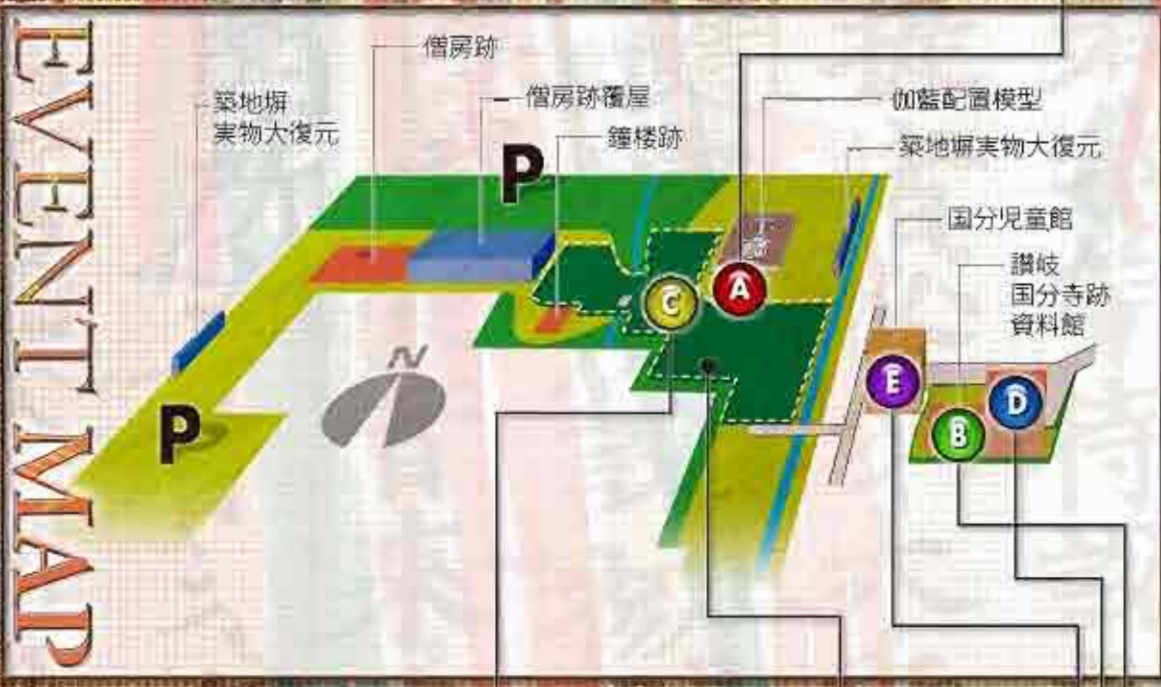 EVENT MAP
僧房跡
築地塀
実物大復元
僧房跡覆屋
鐘楼跡
伽藍配置模型
築地塀実物大復元
国分児童館
讃岐
国分寺跡
資料館
P
P
N
A
C
E
B
D